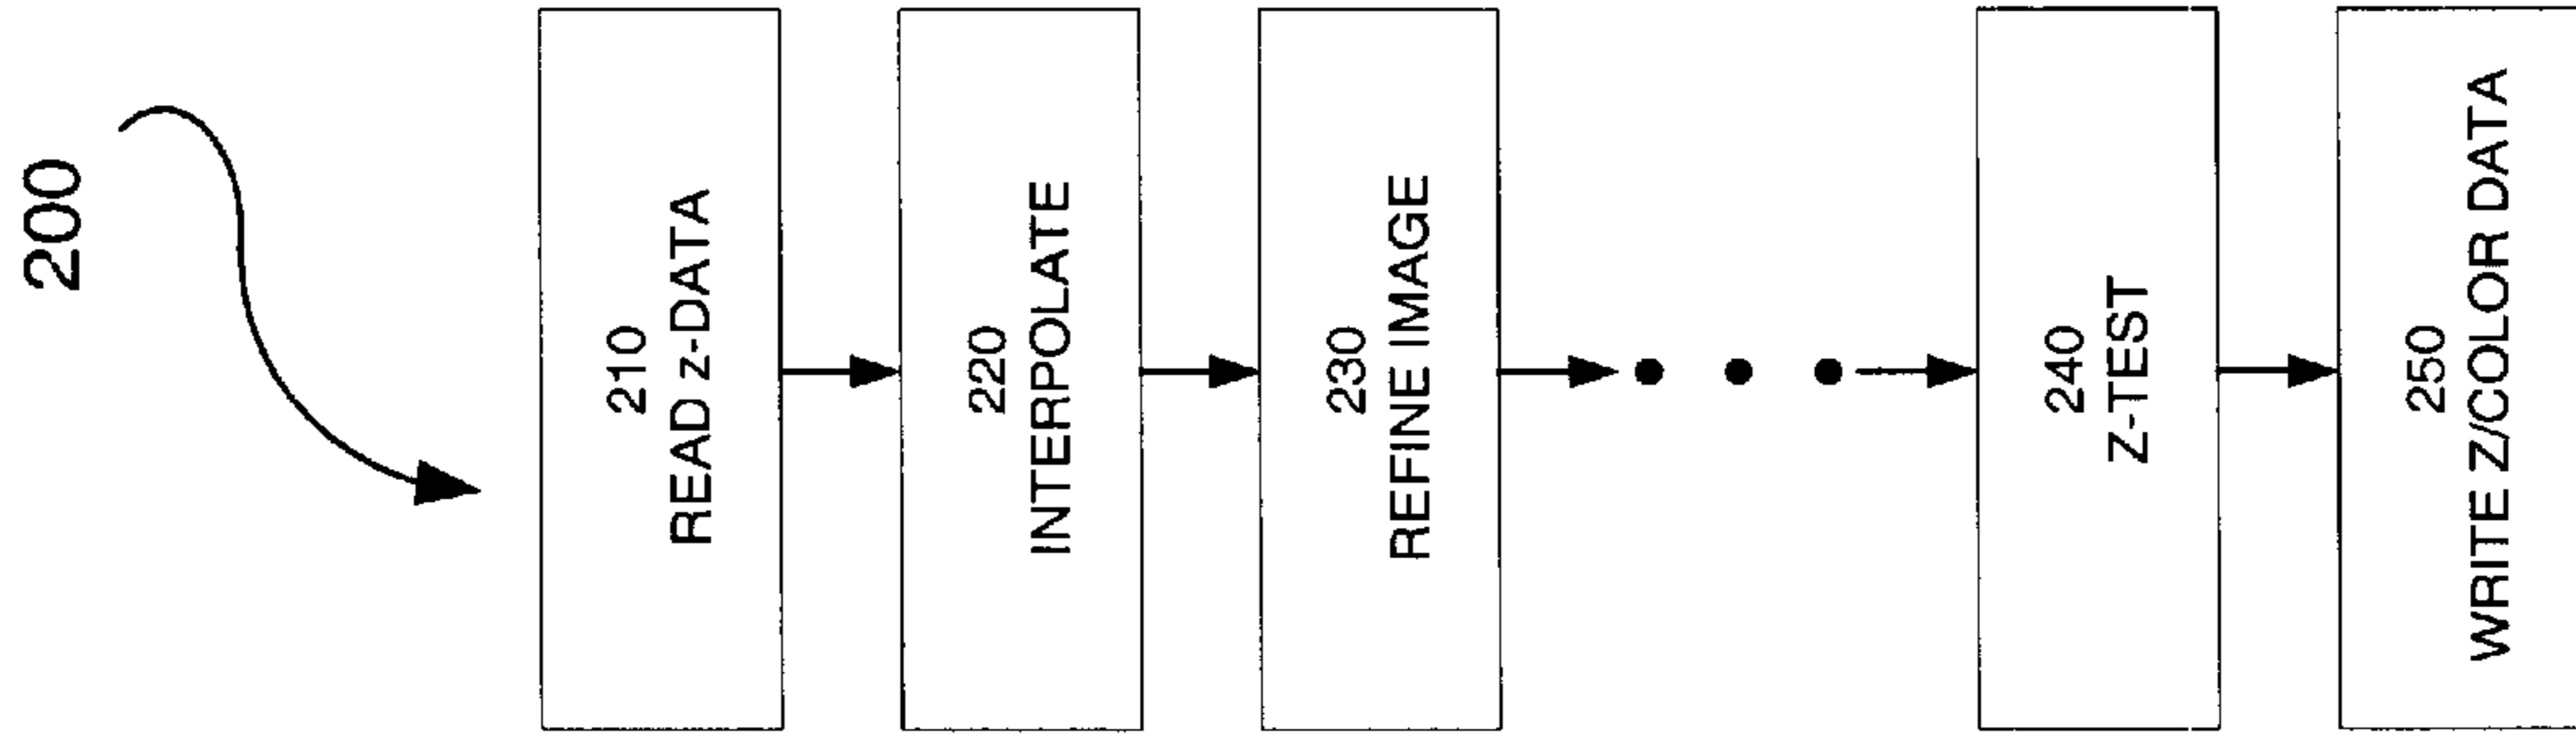 200
210
READ z-DATA
220
INTERPOLATE
230
REFINE IMAGE
240
Z-TEST
250
WRITE Z/COLOR DATA